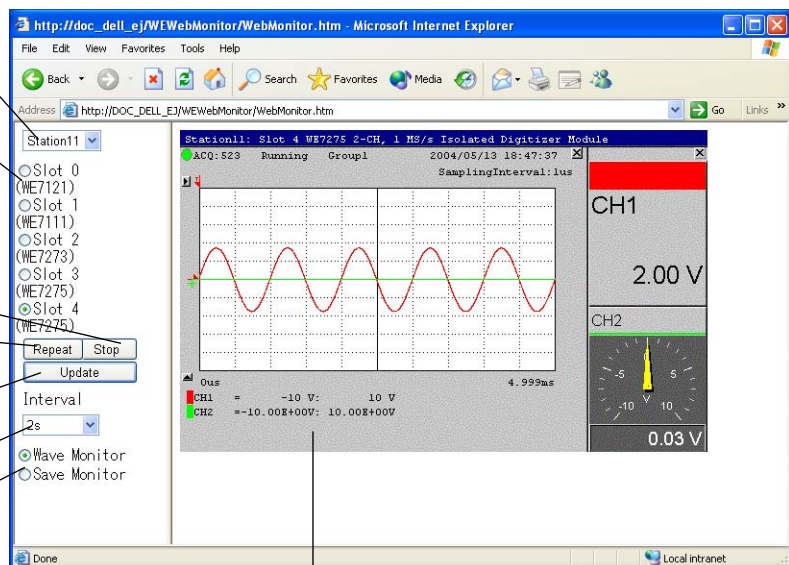 http://doc_dell_ej/WEWebMonitor/WebMonitor.htm - Microsoft Internet Explorer
File Edit View Favorites Tools Help
Back Search Favorites Media
Address http://DOC_DELL_EJ/WEWebMonitor/WebMonitor.htm Go Links »
Station11
Slot 0
(WE7121)
Slot 1
(WE7111)
Slot 2
(WE7273)
Slot 3
(WE7275)
Slot 4
(WE7275)
Repeat Stop
Update
Interval
2s
Wave Monitor
Save Monitor
Station11: Slot 4 WE7275 2-CH, 1 MS/s Isolated Digitizer Module
ACQ:523 Running Group1 2004/05/13 18:47:37
SamplingInterval:1us
0us 4.999ms
CH1 = -10 V: 10 V
CH2 =-10.00E+00V: 10.00E+00V
CH1
2.00 V
CH2
-5 5
-10 V 10
0.03 V
Done Local intranet